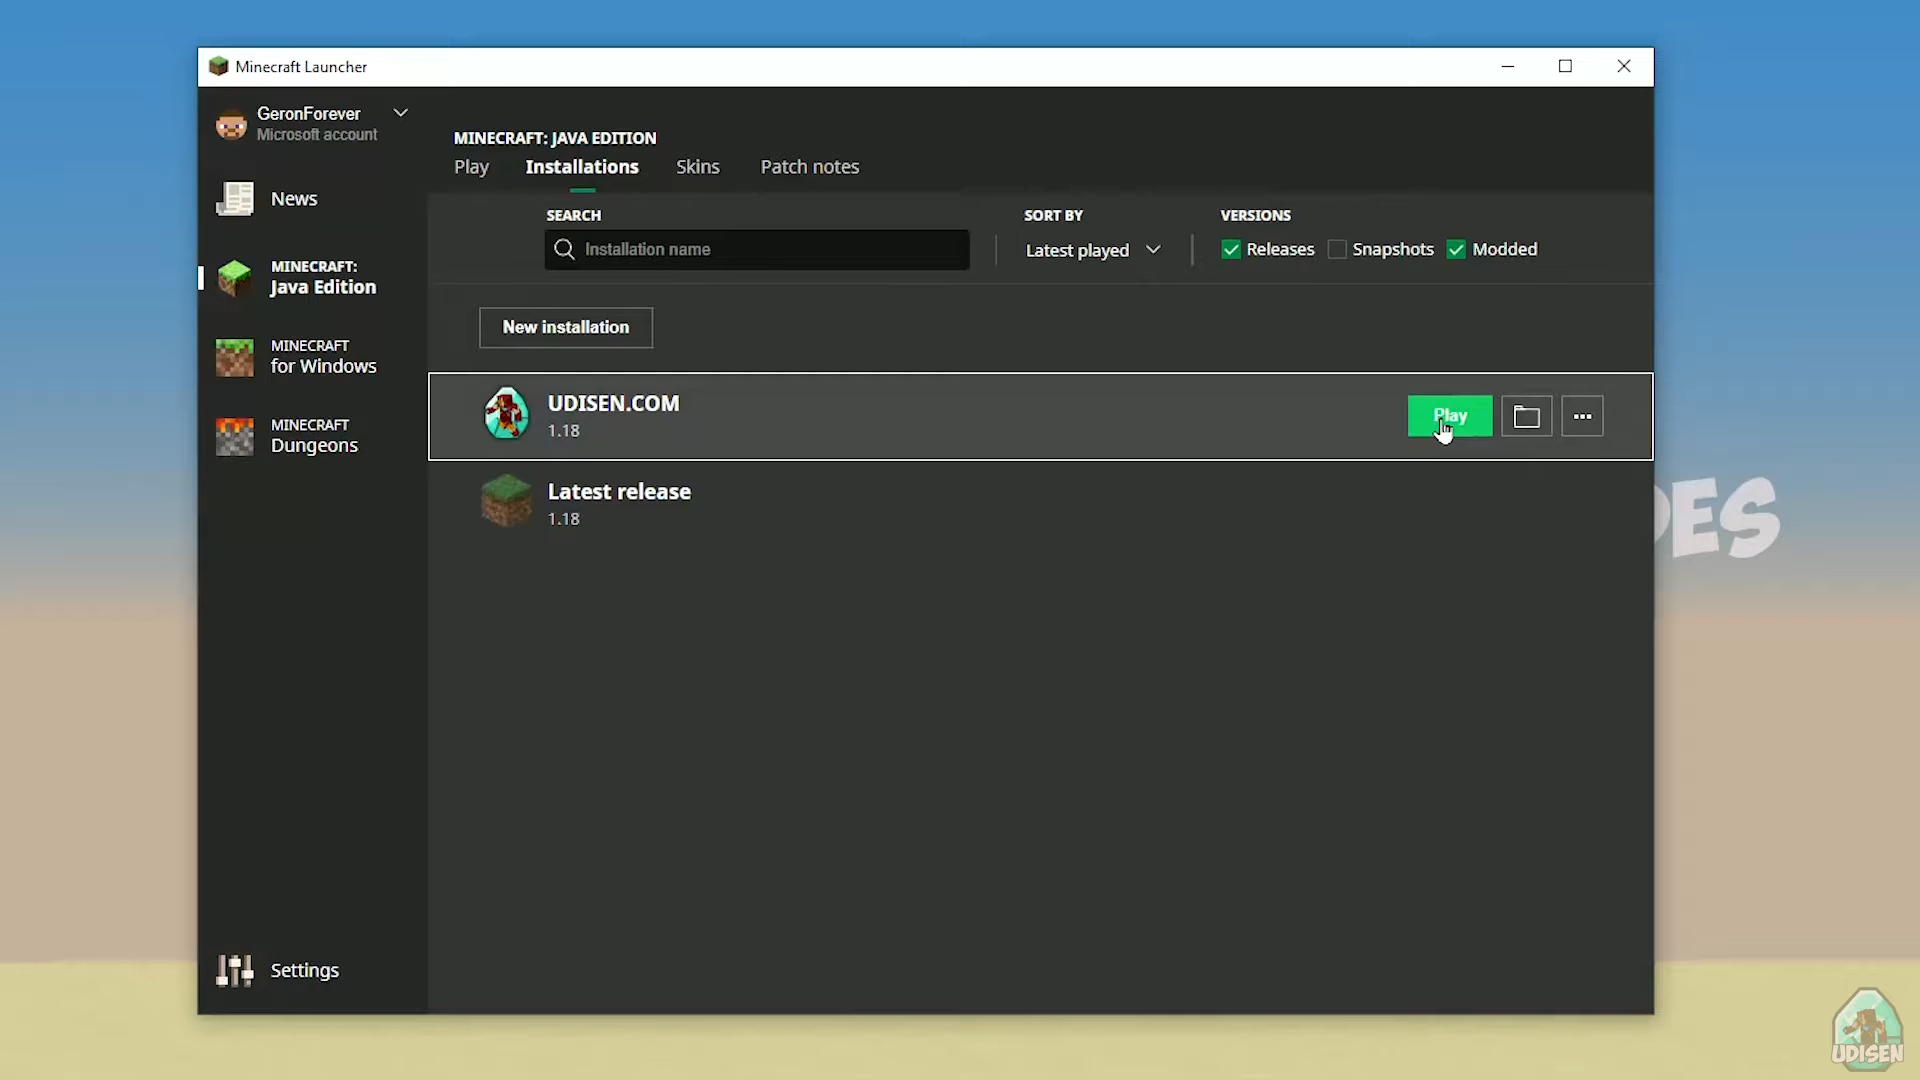 Minecraft Launcher
GeronForever
Microsoft account
News
MINECRAFT:
Java Edition
MINECRAFT
for Windows
MINECRAFT
Dungeons
Settings
MINECRAFT: JAVA EDITION
Play Installations Skins Patch notes
SEARCH SORT BY VERSIONS
Installation name Latest played Releases Snapshots Modded
New installation
UDISEN.COM
1.18
Play
Latest release
1.18
UDISEN